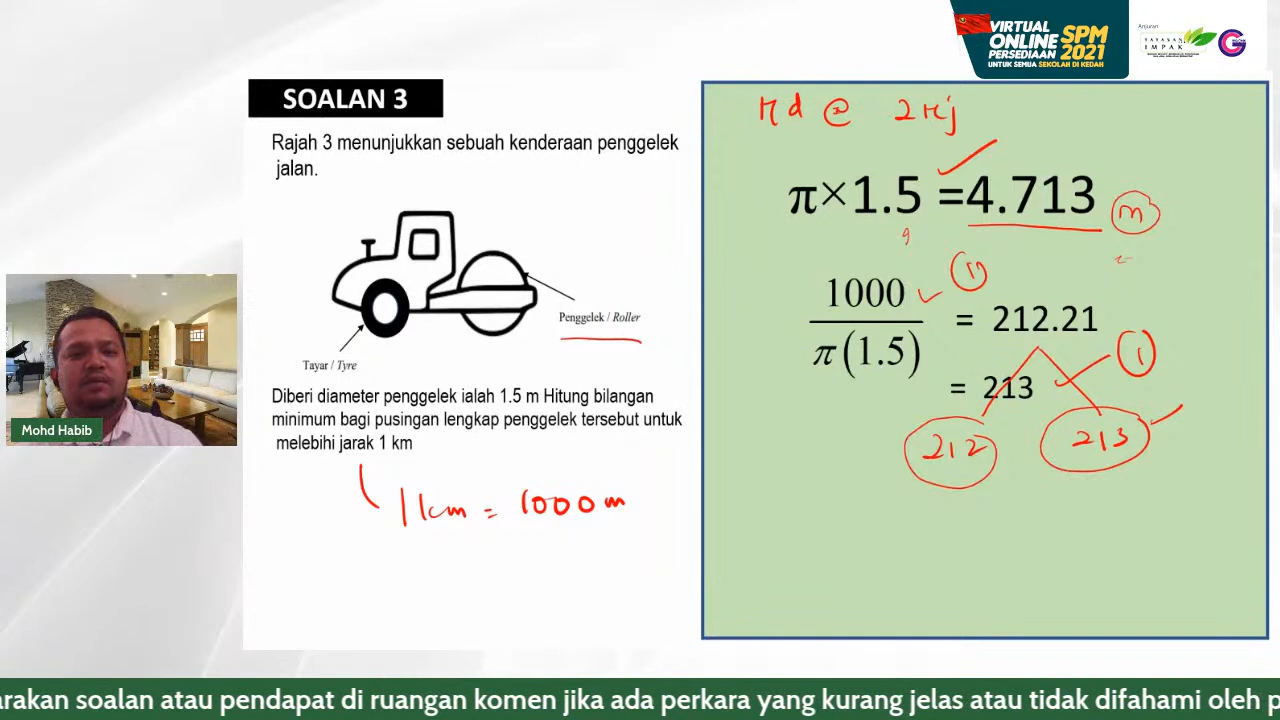 VIRTUAL
ONLINE
PERSEDIAAN
SPM
2021
UNTUK SEMUA SEKOLAH DI KEDAH
Anjuran
YAYASAN
IMPAK
SOALAN 3
Rajah 3 menunjukkan sebuah kenderaan penggelek
jalan.
Penggelek / Roller
Tayar / Tyre
Diberi diameter penggelek ialah 1.5 m Hitung bilangan
minimum bagi pusingan lengkap penggelek tersebut untuk
melebihi jarak 1 km
1 km = 1000 m
πd @ 2πj
π×1.5 =4.713 m
1000
π(1.5)
= 212.21
= 213
1
1
212
213
Mohd Habib
arakan soalan atau pendapat di ruangan komen jika ada perkara yang kurang jelas atau tidak difahami oleh p